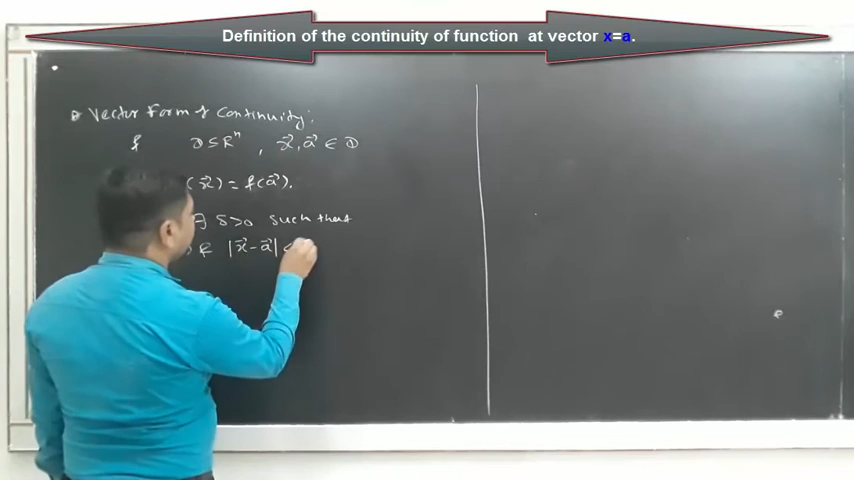 Definition of the continuity of function at vector x=a.
Vector Form of Continuity:
f D ⊆ Rⁿ, x⃗, a⃗ ∈ D
(x⃗) = f(a⃗).
∃ δ>0 such that
& |x⃗-a⃗| <